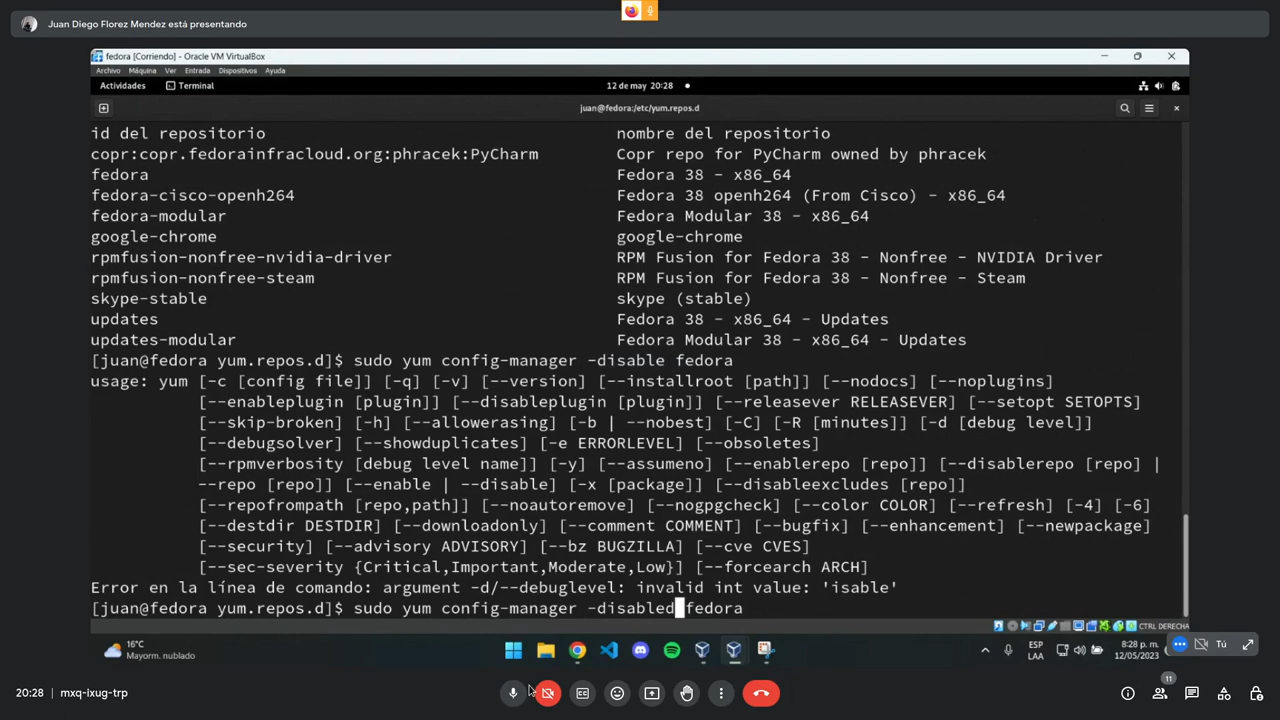 Juan Diego Florez Mendez está presentando
fedora [Corriendo] - Oracle VM VirtualBox
Archivo Máquina Ver Entrada Dispositivos Ayuda
Actividades Terminal 12 de may 20:28
juan@fedora:/etc/yum.repos.d
id del repositorio nombre del repositorio
copr:copr.fedorainfracloud.org:phracek:PyCharm Copr repo for PyCharm owned by phracek
fedora Fedora 38 - x86_64
fedora-cisco-openh264 Fedora 38 openh264 (From Cisco) - x86_64
fedora-modular Fedora Modular 38 - x86_64
google-chrome google-chrome
rpmfusion-nonfree-nvidia-driver RPM Fusion for Fedora 38 - Nonfree - NVIDIA Driver
rpmfusion-nonfree-steam RPM Fusion for Fedora 38 - Nonfree - Steam
skype-stable skype (stable)
updates Fedora 38 - x86_64 - Updates
updates-modular Fedora Modular 38 - x86_64 - Updates
[juan@fedora yum.repos.d]$ sudo yum config-manager -disable fedora
usage: yum [-c [config file]] [-q] [-v] [--version] [--installroot [path]] [--nodocs] [--noplugins]
[--enableplugin [plugin]] [--disableplugin [plugin]] [--releasever RELEASEVER] [--setopt SETOPTS]
[--skip-broken] [-h] [--allowerasing] [-b | --nobest] [-C] [-R [minutes]] [-d [debug level]]
[--debugsolver] [--showduplicates] [-e ERRORLEVEL] [--obsoletes]
[--rpmverbosity [debug level name]] [-y] [--assumeno] [--enablerepo [repo]] [--disablerepo [repo] |
--repo [repo]] [--enable | --disable] [-x [package]] [--disableexcludes [repo]]
[--repofrompath [repo,path]] [--noautoremove] [--nogpgcheck] [--color COLOR] [--refresh] [-4] [-6]
[--destdir DESTDIR] [--downloadonly] [--comment COMMENT] [--bugfix] [--enhancement] [--newpackage]
[--security] [--advisory ADVISORY] [--bz BUGZILLA] [--cve CVES]
[--sec-severity {Critical,Important,Moderate,Low}] [--forcearch ARCH]
Error en la línea de comando: argument -d/--debuglevel: invalid int value: 'isable'
[juan@fedora yum.repos.d]$ sudo yum config-manager -disabled fedora
CTRL DERECHA
16°C
Mayorm. nublado
ESP
LAA
8:28 p. m.
12/05/2023
Tú
20:28 mxq-ixug-trp
11